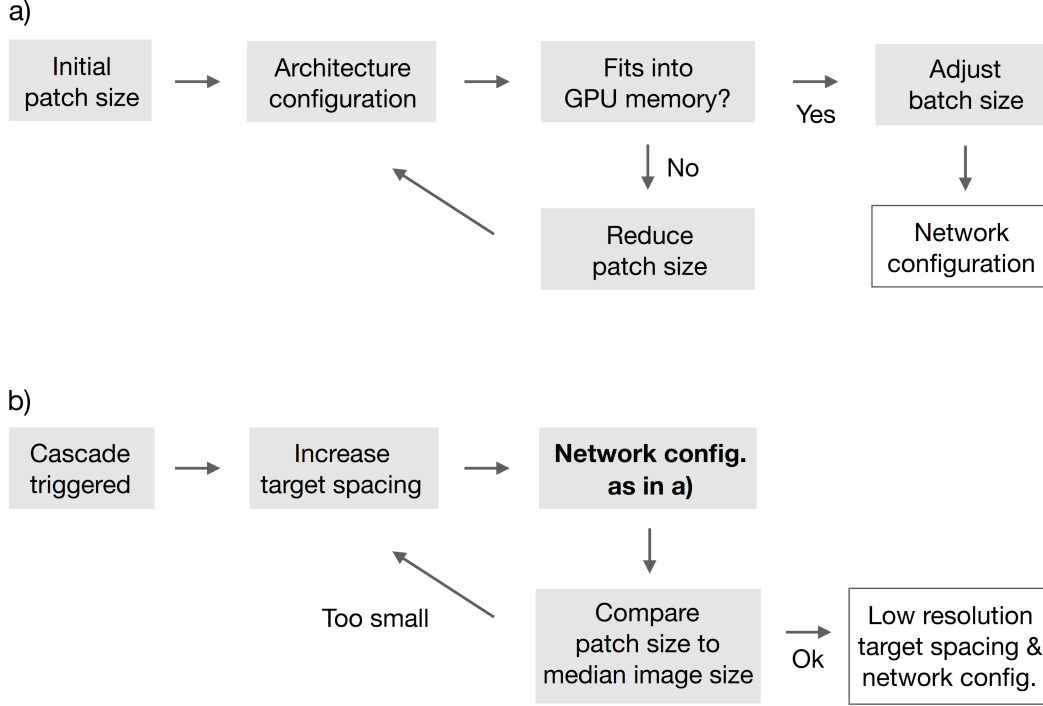 a)
Initial
patch size
Architecture
configuration
Fits into
GPU memory?
Yes
Adjust
batch size
No
Reduce
patch size
Network
configuration
b)
Cascade
triggered
Increase
target spacing
Network config.
as in a)
Too small
Compare
patch size to
median image size
Ok
Low resolution
target spacing &
network config.